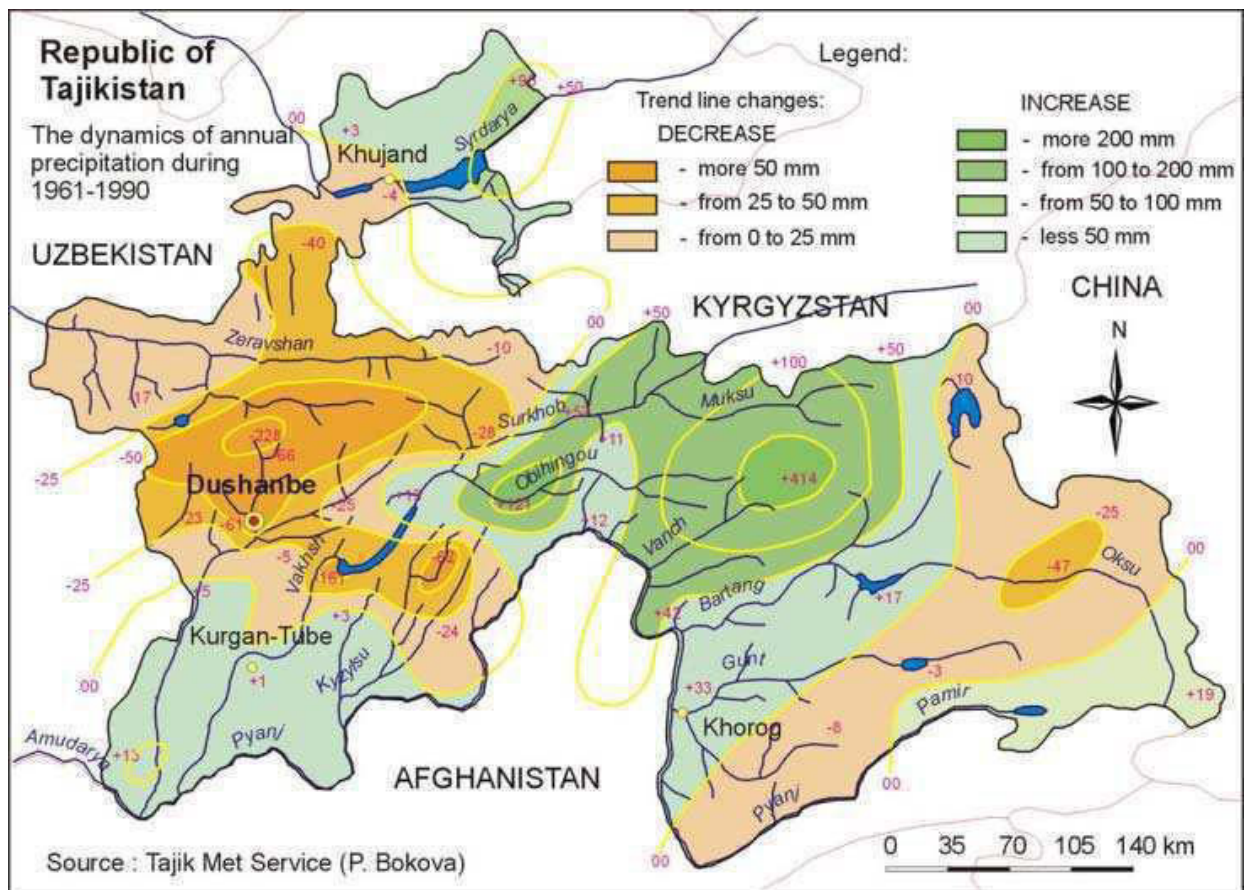 Republic of
Tajikistan
The dynamics of annual
precipitation during
1961-1990
Legend:
Trend line changes:
DECREASE
- more 50 mm
- from 25 to 50 mm
- from 0 to 25 mm
INCREASE
- more 200 mm
- from 100 to 200 mm
- from 50 to 100 mm
- less 50 mm
00
+3
+50
Syrdarya
Khujand
-4
UZBEKISTAN
-40
KYRGYZSTAN
CHINA
N
00
+50
00
Zeravshan
-10
+100
+50
10
17
Surkhob
Muksu
-28
+11
-50
-66
-25
Obihingou
+414
Dushanbe
-25
-61
+12
Vandj
-25
-47
Oksu
00
-5
Vakhsh
-25
+3
-24
+42
Bartang
+17
Kurgan-Tube
+1
Kyzylsu
Gunt
-3
00
+33
Khorog
Pamir
+19
-8
Amudarya
Pyanj
AFGHANISTAN
Pyanj
00
00
0 35 70 105 140 km
Source : Tajik Met Service (P. Bokova)